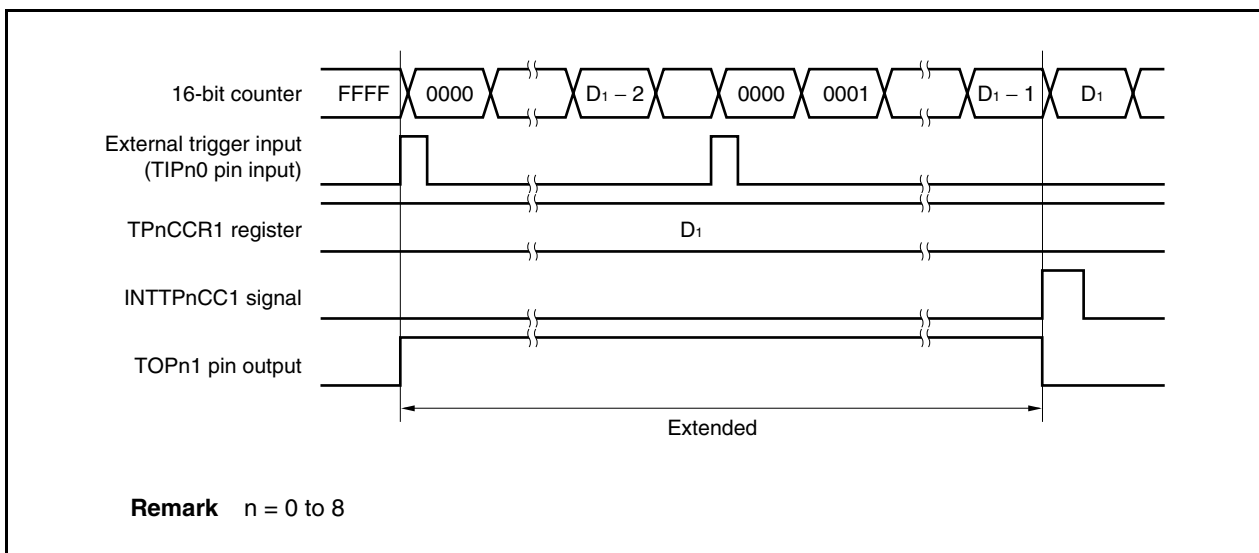 16-bit counter FFFF 0000 D₁ − 2 0000 0001 D₁ − 1 D₁
External trigger input
(TIPn0 pin input)
TPnCCR1 register D₁
INTTPnCC1 signal
TOPn1 pin output
Extended
Remark n = 0 to 8